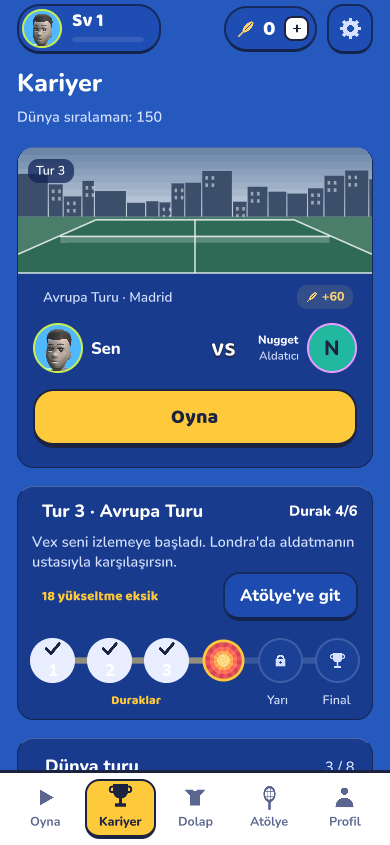 Sv 1
0
+
Kariyer
Dünya sıralaman: 150
Tur 3
Avrupa Turu · Madrid
+60
Sen
VS
Nugget
Aldatıcı
N
Oyna
Tur 3 · Avrupa Turu
Durak 4/6
Vex seni izlemeye başladı. Londra'da aldatmanın
ustasıyla karşılaşırsın.
18 yükseltme eksik
Atölye'ye git
1
2
3
Duraklar
Yarı
Final
Dünya turu
3 / 8
Oyna
Kariyer
Dolap
Atölye
Profil